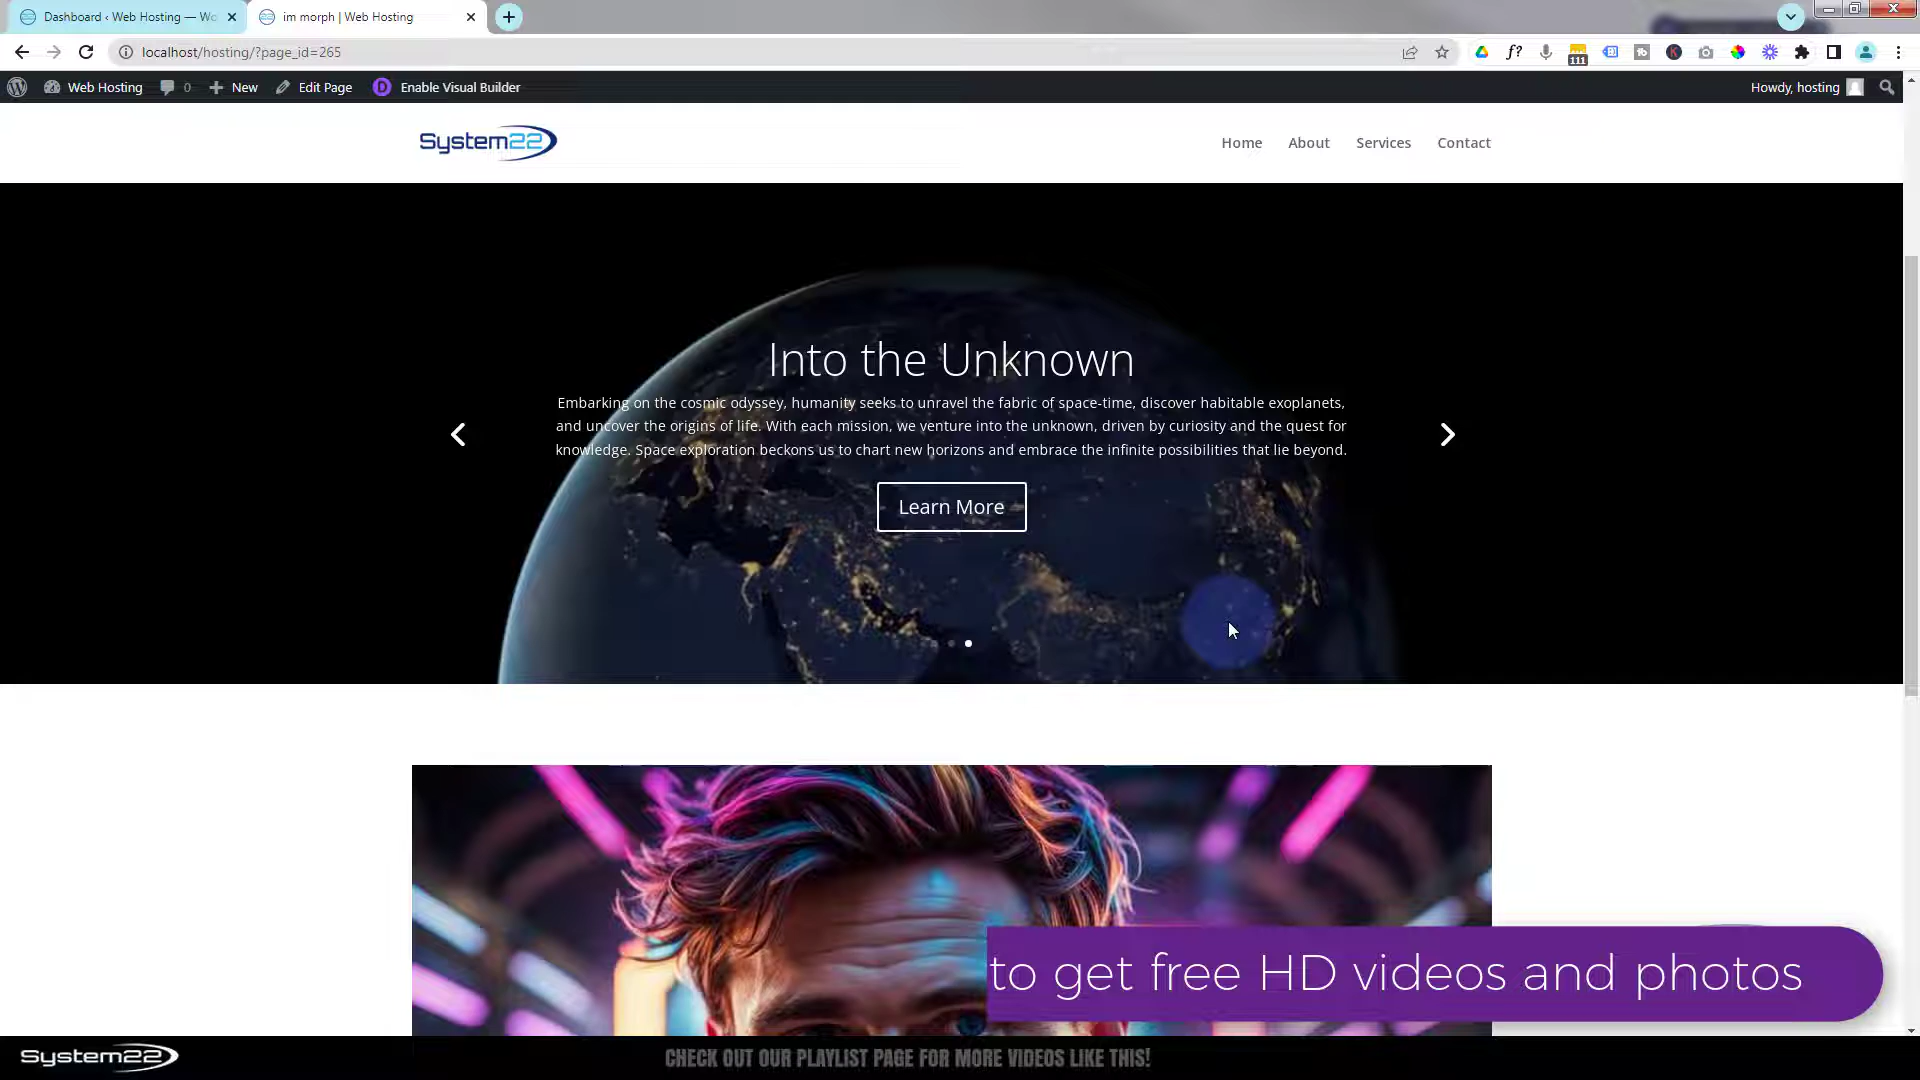 Dashboard ‹ Web Hosting — Wo
im morph | Web Hosting
localhost/hosting/?page_id=265
111
Web Hosting
0
New
Edit Page
Enable Visual Builder
Howdy, hosting
System22
Home
About
Services
Contact
Into the Unknown
Embarking on the cosmic odyssey, humanity seeks to unravel the fabric of space-time, discover habitable exoplanets,
and uncover the origins of life. With each mission, we venture into the unknown, driven by curiosity and the quest for
knowledge. Space exploration beckons us to chart new horizons and embrace the infinite possibilities that lie beyond.
Learn More
to get free HD videos and photos
System22
CHECK OUT OUR PLAYLIST PAGE FOR MORE VIDEOS LIKE THIS!